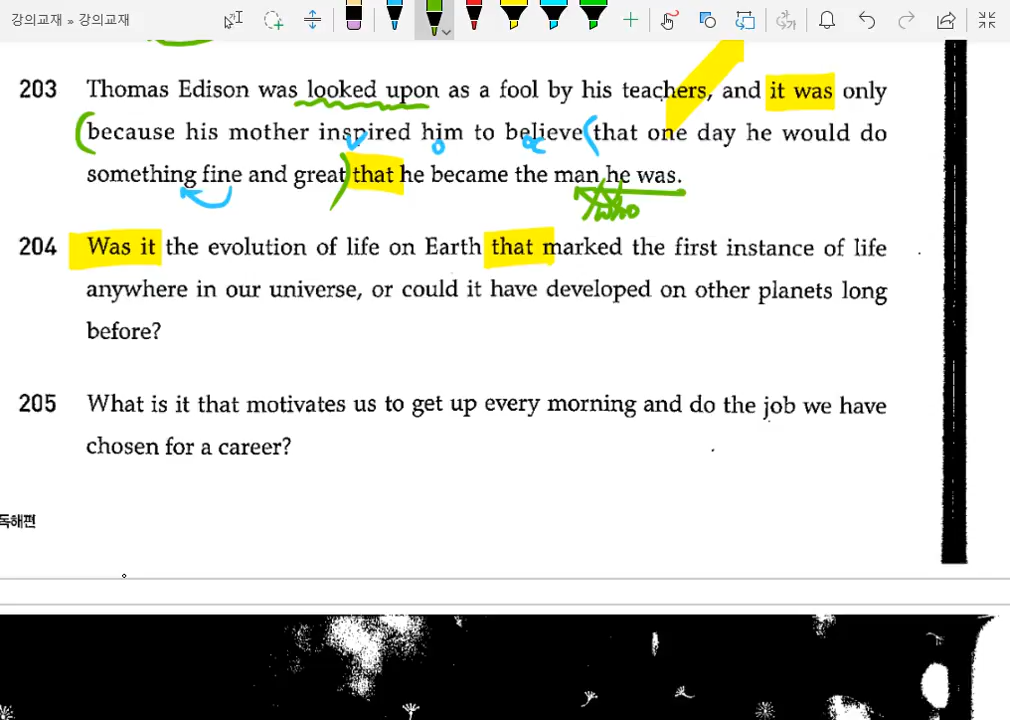 강의교재 » 강의교재
203 Thomas Edison was looked upon as a fool by his teachers, and it was only
because his mother inspired him to believe that one day he would do
v o oc
something fine and great that he became the man he was.
who
204 Was it the evolution of life on Earth that marked the first instance of life
anywhere in our universe, or could it have developed on other planets long
before?
205 What is it that motivates us to get up every morning and do the job we have
chosen for a career?
독해편